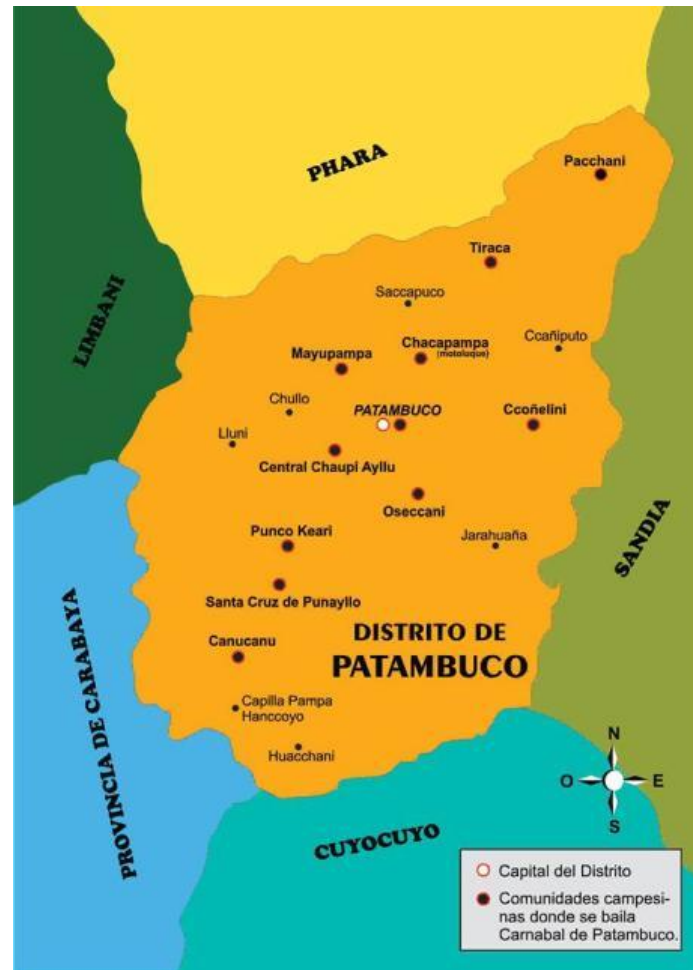 PHARA
Pacchani
Tiraca
LIMBANI
Saccapuco
Chacapampa
(motoluque)
Ccañiputo
Mayupampa
Chullo
PATAMBUCO
Ccoñelini
Lluni
Central Chaupi Ayllu
Oseccani
SANDIA
Punco Keari
Jarahuaña
Santa Cruz de Punayllo
PROVINCIA DE CARABAYA
DISTRITO DE
PATAMBUCO
Canucanu
Capilla Pampa
Hanccoyo
Huacchani
N
O
E
S
CUYOCUYO
Capital del Distrito
Comunidades campesi-
nas donde se baila
Carnabal de Patambuco.